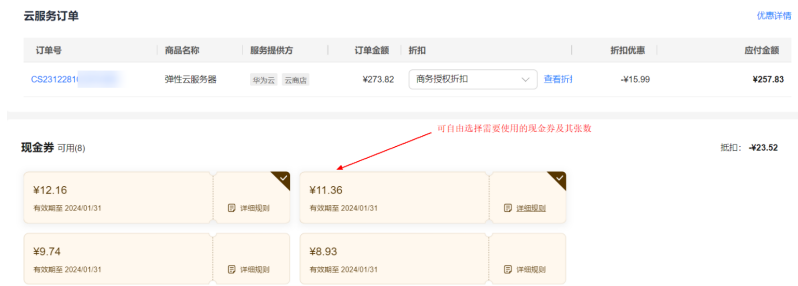 云服务订单 优惠详情
订单号 商品名称 服务提供方 订单金额 折扣 折扣优惠 应付金额
CS2312281 弹性云服务器 华为云 云商店 ¥273.82 商务授权折扣 查看折扣 -¥15.99 ¥257.83
可自由选择需要使用的现金券及其张数
现金券 可用(8) 抵扣： -¥23.52
¥12.16 ¥11.36
有效期至 2024/01/31 详细规则 有效期至 2024/01/31 详细规则
¥9.74 ¥8.93
有效期至 2024/01/31 详细规则 有效期至 2024/01/31 详细规则